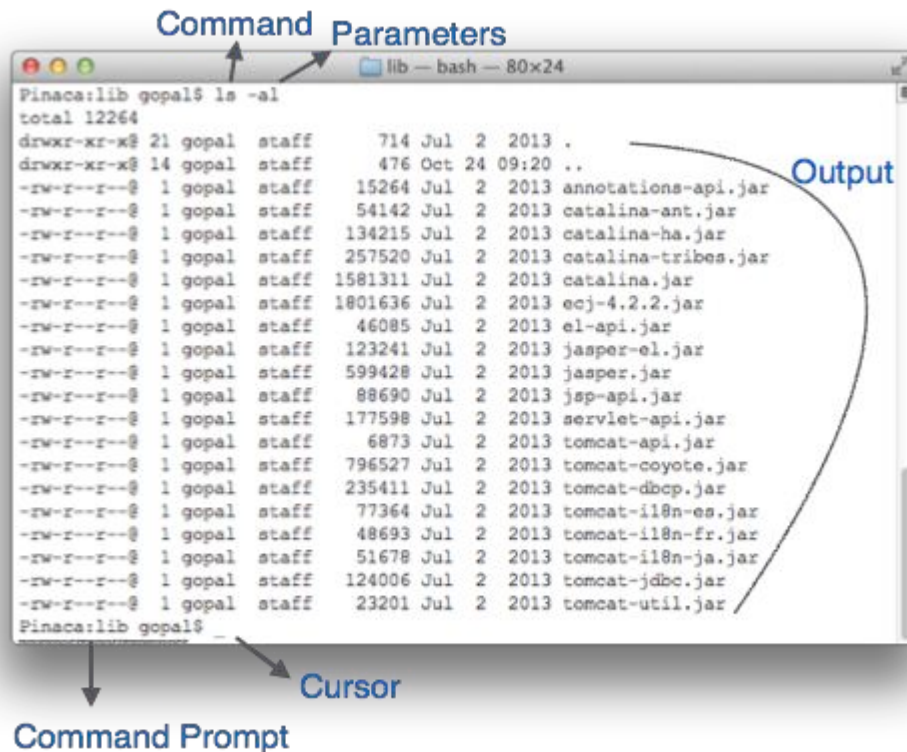 Command Parameters
lib — bash — 80×24
Pinaca:lib gopal$ ls -al
total 12264
drwxr-xr-x@ 21 gopal staff 714 Jul 2 2013 .
drwxr-xr-x@ 14 gopal staff 476 Oct 24 09:20 ..
Output
-rw-r--r--@ 1 gopal staff 15264 Jul 2 2013 annotations-api.jar
-rw-r--r--@ 1 gopal staff 54142 Jul 2 2013 catalina-ant.jar
-rw-r--r--@ 1 gopal staff 134215 Jul 2 2013 catalina-ha.jar
-rw-r--r--@ 1 gopal staff 257520 Jul 2 2013 catalina-tribes.jar
-rw-r--r--@ 1 gopal staff 1581311 Jul 2 2013 catalina.jar
-rw-r--r--@ 1 gopal staff 1801636 Jul 2 2013 ecj-4.2.2.jar
-rw-r--r--@ 1 gopal staff 46085 Jul 2 2013 el-api.jar
-rw-r--r--@ 1 gopal staff 123241 Jul 2 2013 jasper-el.jar
-rw-r--r--@ 1 gopal staff 599428 Jul 2 2013 jasper.jar
-rw-r--r--@ 1 gopal staff 88690 Jul 2 2013 jsp-api.jar
-rw-r--r--@ 1 gopal staff 177598 Jul 2 2013 servlet-api.jar
-rw-r--r--@ 1 gopal staff 6873 Jul 2 2013 tomcat-api.jar
-rw-r--r--@ 1 gopal staff 796527 Jul 2 2013 tomcat-coyote.jar
-rw-r--r--@ 1 gopal staff 235411 Jul 2 2013 tomcat-dbcp.jar
-rw-r--r--@ 1 gopal staff 77364 Jul 2 2013 tomcat-i18n-es.jar
-rw-r--r--@ 1 gopal staff 48693 Jul 2 2013 tomcat-i18n-fr.jar
-rw-r--r--@ 1 gopal staff 51678 Jul 2 2013 tomcat-i18n-ja.jar
-rw-r--r--@ 1 gopal staff 124006 Jul 2 2013 tomcat-jdbc.jar
-rw-r--r--@ 1 gopal staff 23201 Jul 2 2013 tomcat-util.jar
Pinaca:lib gopal$ _
Cursor
Command Prompt